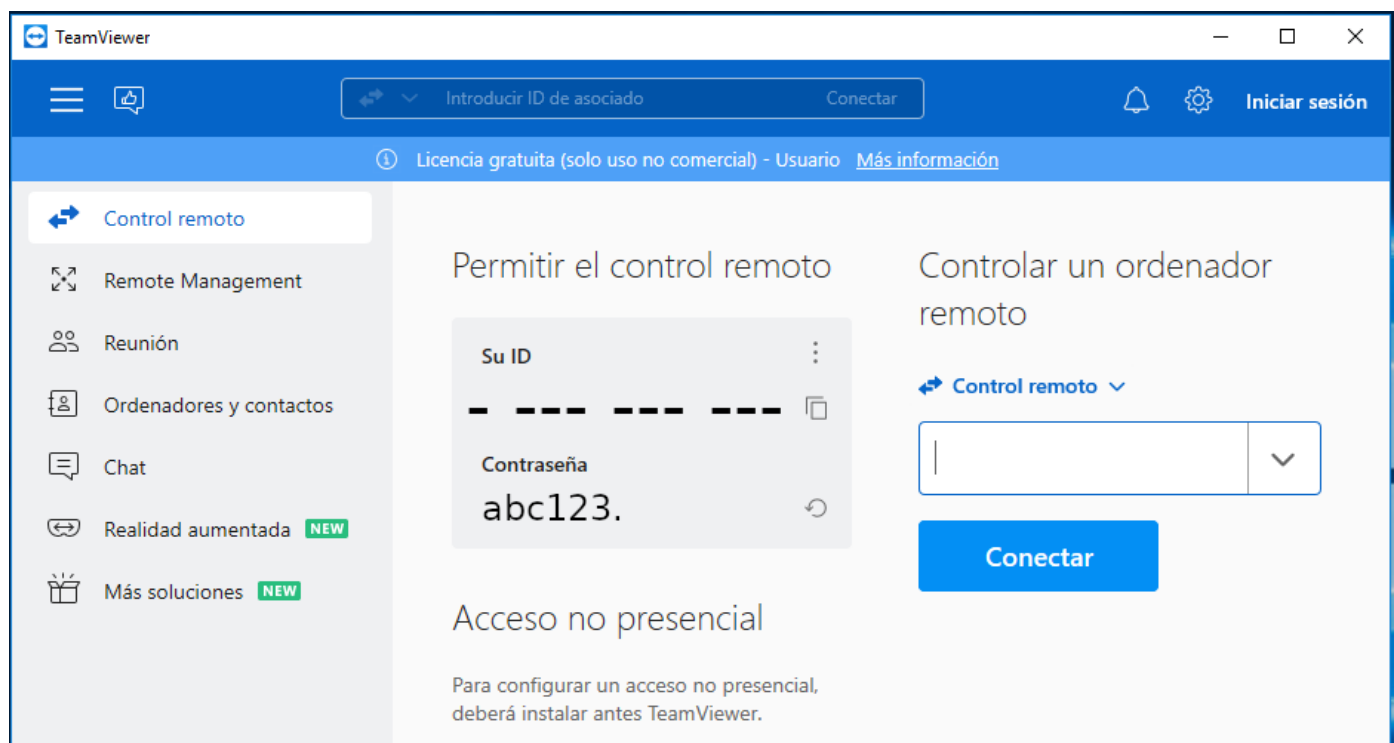 TeamViewer
Introducir ID de asociado
Conectar
Iniciar sesión
Licencia gratuita (solo uso no comercial) - Usuario Más información
Control remoto
Remote Management
Reunión
Ordenadores y contactos
Chat
Realidad aumentada NEW
Más soluciones NEW
Permitir el control remoto
Su ID
- --- --- ---
Contraseña
abc123.
Acceso no presencial
Para configurar un acceso no presencial,
deberá instalar antes TeamViewer.
Controlar un ordenador
remoto
Control remoto
Conectar